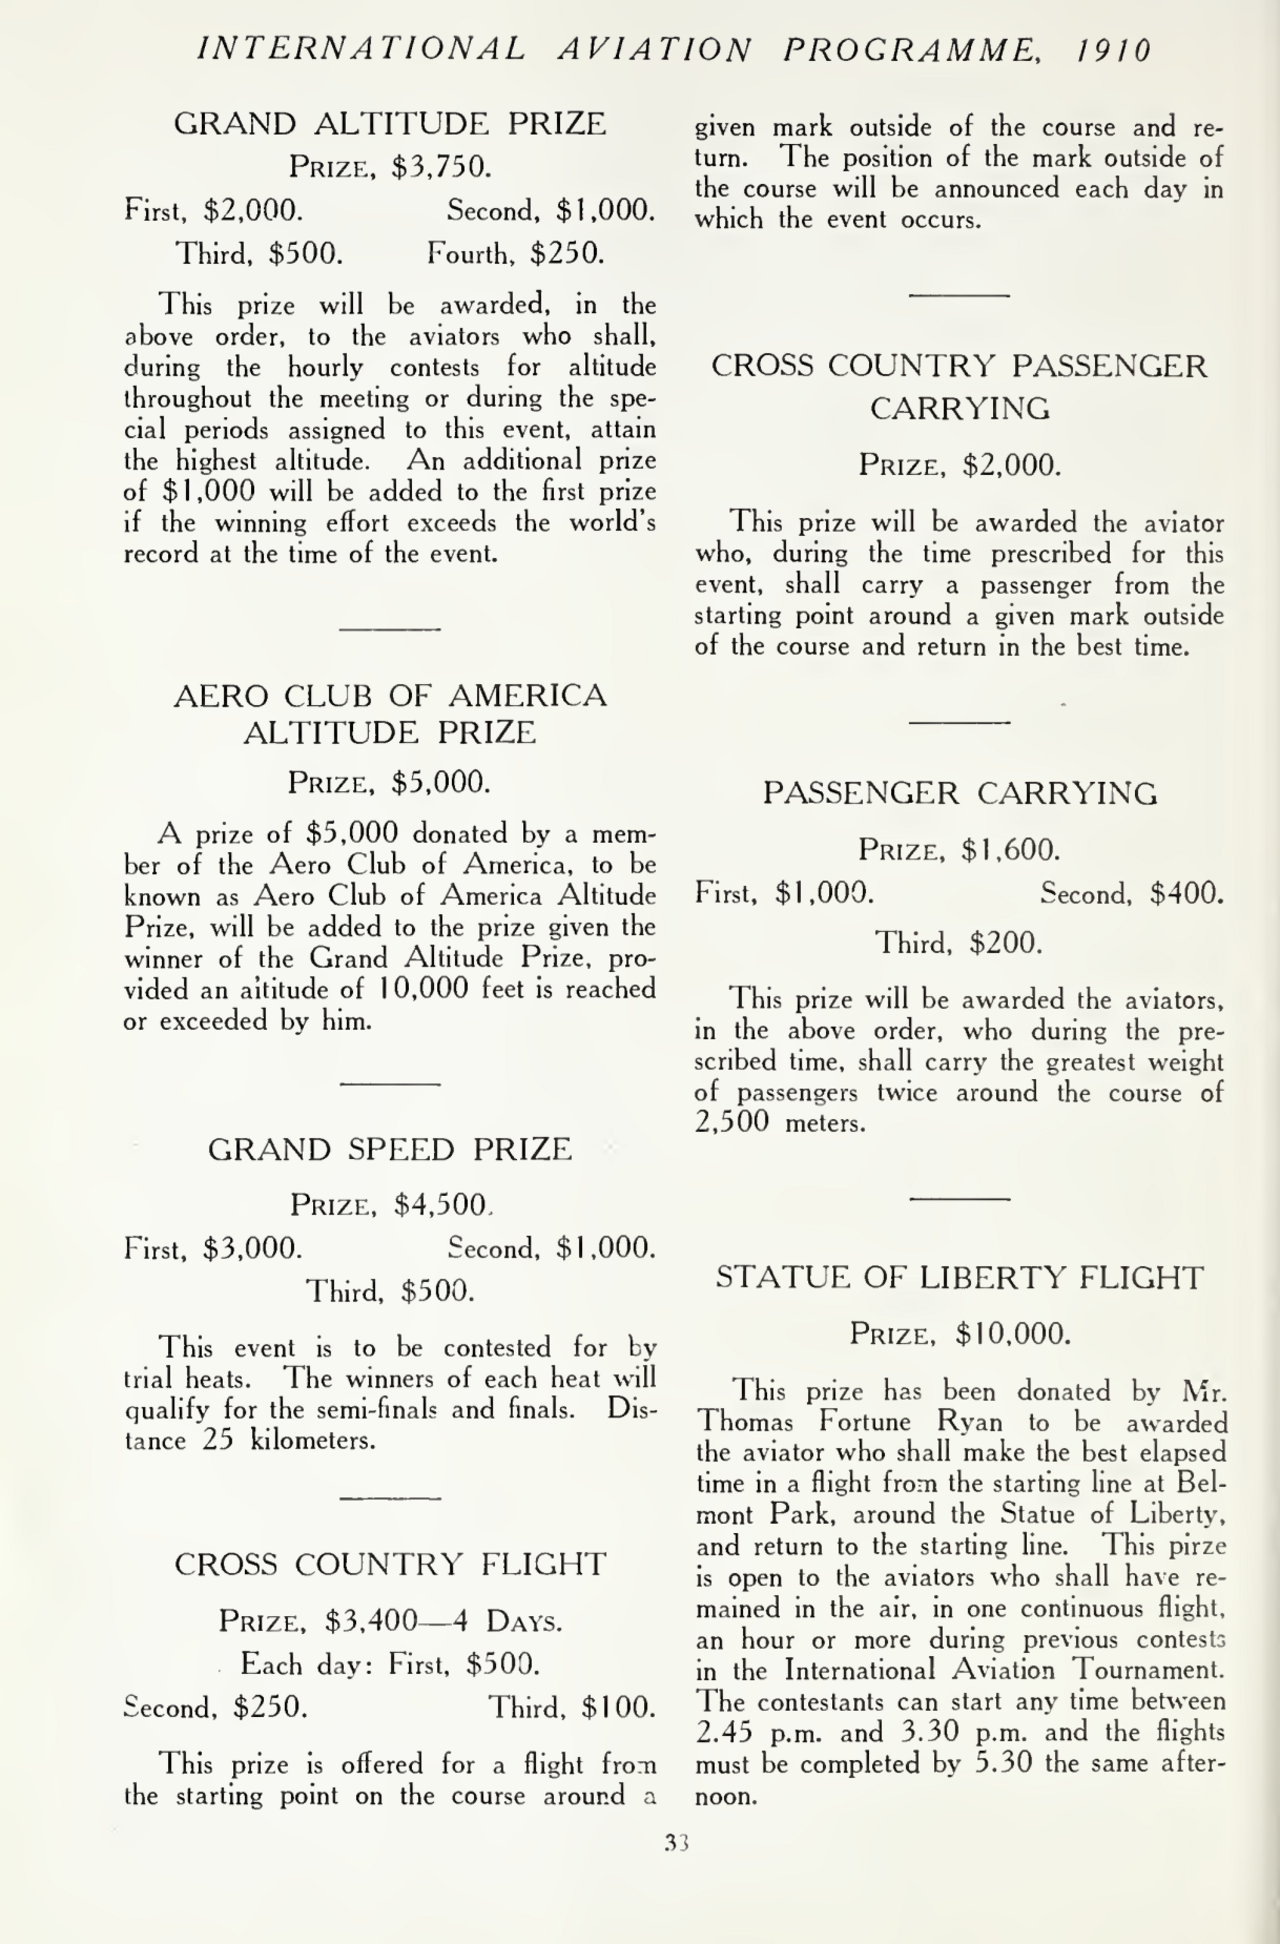 INTERNATIONAL AVIATION PROGRAMME, 1910
GRAND ALTITUDE PRIZE
PRIZE, $3,750.
First, $2,000. Second, $1,000.
Third, $500. Fourth, $250.
This prize will be awarded, in the
above order, to the aviators who shall,
during the hourly contests for altitude
throughout the meeting or during the spe-
cial periods assigned to this event, attain
the highest altitude. An additional prize
of $1,000 will be added to the first prize
if the winning effort exceeds the world's
record at the time of the event.
AERO CLUB OF AMERICA
ALTITUDE PRIZE
PRIZE, $5,000.
A prize of $5,000 donated by a mem-
ber of the Aero Club of America, to be
known as Aero Club of America Altitude
Prize, will be added to the prize given the
winner of the Grand Altitude Prize, pro-
vided an altitude of 10,000 feet is reached
or exceeded by him.
GRAND SPEED PRIZE
PRIZE, $4,500.
First, $3,000. Second, $1,000.
Third, $500.
This event is to be contested for by
trial heats. The winners of each heat will
qualify for the semi-finals and finals. Dis-
tance 25 kilometers.
CROSS COUNTRY FLIGHT
PRIZE, $3,400—4 DAYS.
Each day: First, $500.
Second, $250. Third, $100.
This prize is offered for a flight from
the starting point on the course around a
given mark outside of the course and re-
turn. The position of the mark outside of
the course will be announced each day in
which the event occurs.
CROSS COUNTRY PASSENGER
CARRYING
PRIZE, $2,000.
This prize will be awarded the aviator
who, during the time prescribed for this
event, shall carry a passenger from the
starting point around a given mark outside
of the course and return in the best time.
PASSENGER CARRYING
PRIZE, $1,600.
First, $1,000. Second, $400.
Third, $200.
This prize will be awarded the aviators,
in the above order, who during the pre-
scribed time, shall carry the greatest weight
of passengers twice around the course of
2,500 meters.
STATUE OF LIBERTY FLIGHT
PRIZE, $10,000.
This prize has been donated by Mr.
Thomas Fortune Ryan to be awarded
the aviator who shall make the best elapsed
time in a flight from the starting line at Bel-
mont Park, around the Statue of Liberty,
and return to the starting line. This pirze
is open to the aviators who shall have re-
mained in the air, in one continuous flight,
an hour or more during previous contests
in the International Aviation Tournament.
The contestants can start any time between
2.45 p.m. and 3.30 p.m. and the flights
must be completed by 5.30 the same after-
noon.
33